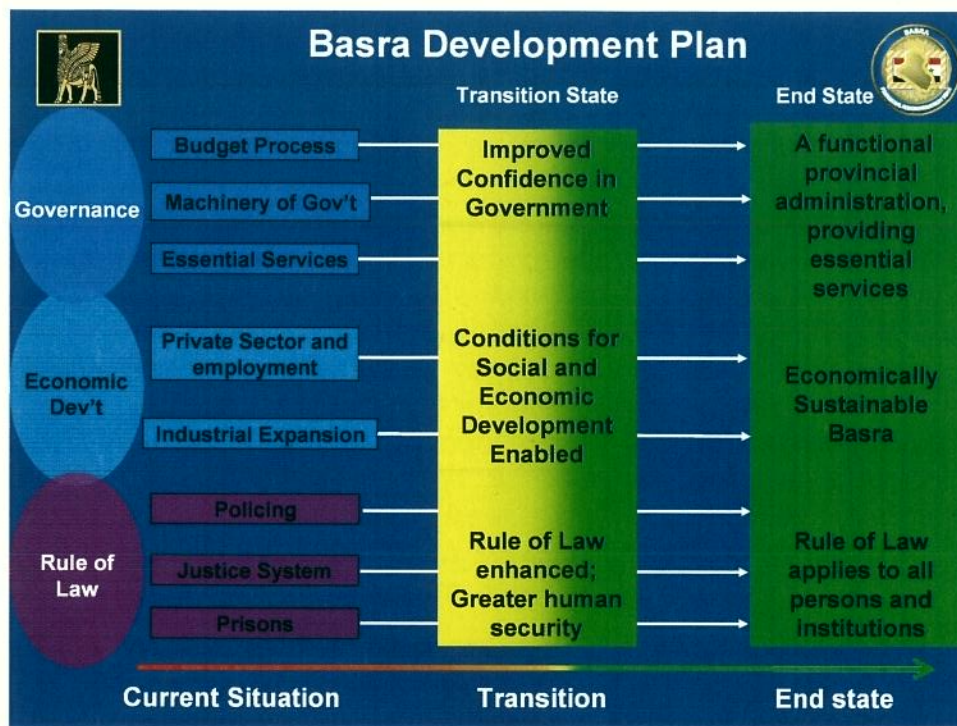 Basra Development Plan
BASRA
Transition State
End State
Governance
Budget Process
Machinery of Gov't
Essential Services
Improved
Confidence in
Government
A functional
provincial
administration,
providing
essential
services
Economic
Dev't
Private Sector and
employment
Industrial Expansion
Conditions for
Social and
Economic
Development
Enabled
Economically
Sustainable
Basra
Rule of
Law
Policing
Justice System
Prisons
Rule of Law
enhanced;
Greater human
security
Rule of Law
applies to all
persons and
institutions
Current Situation
Transition
End state